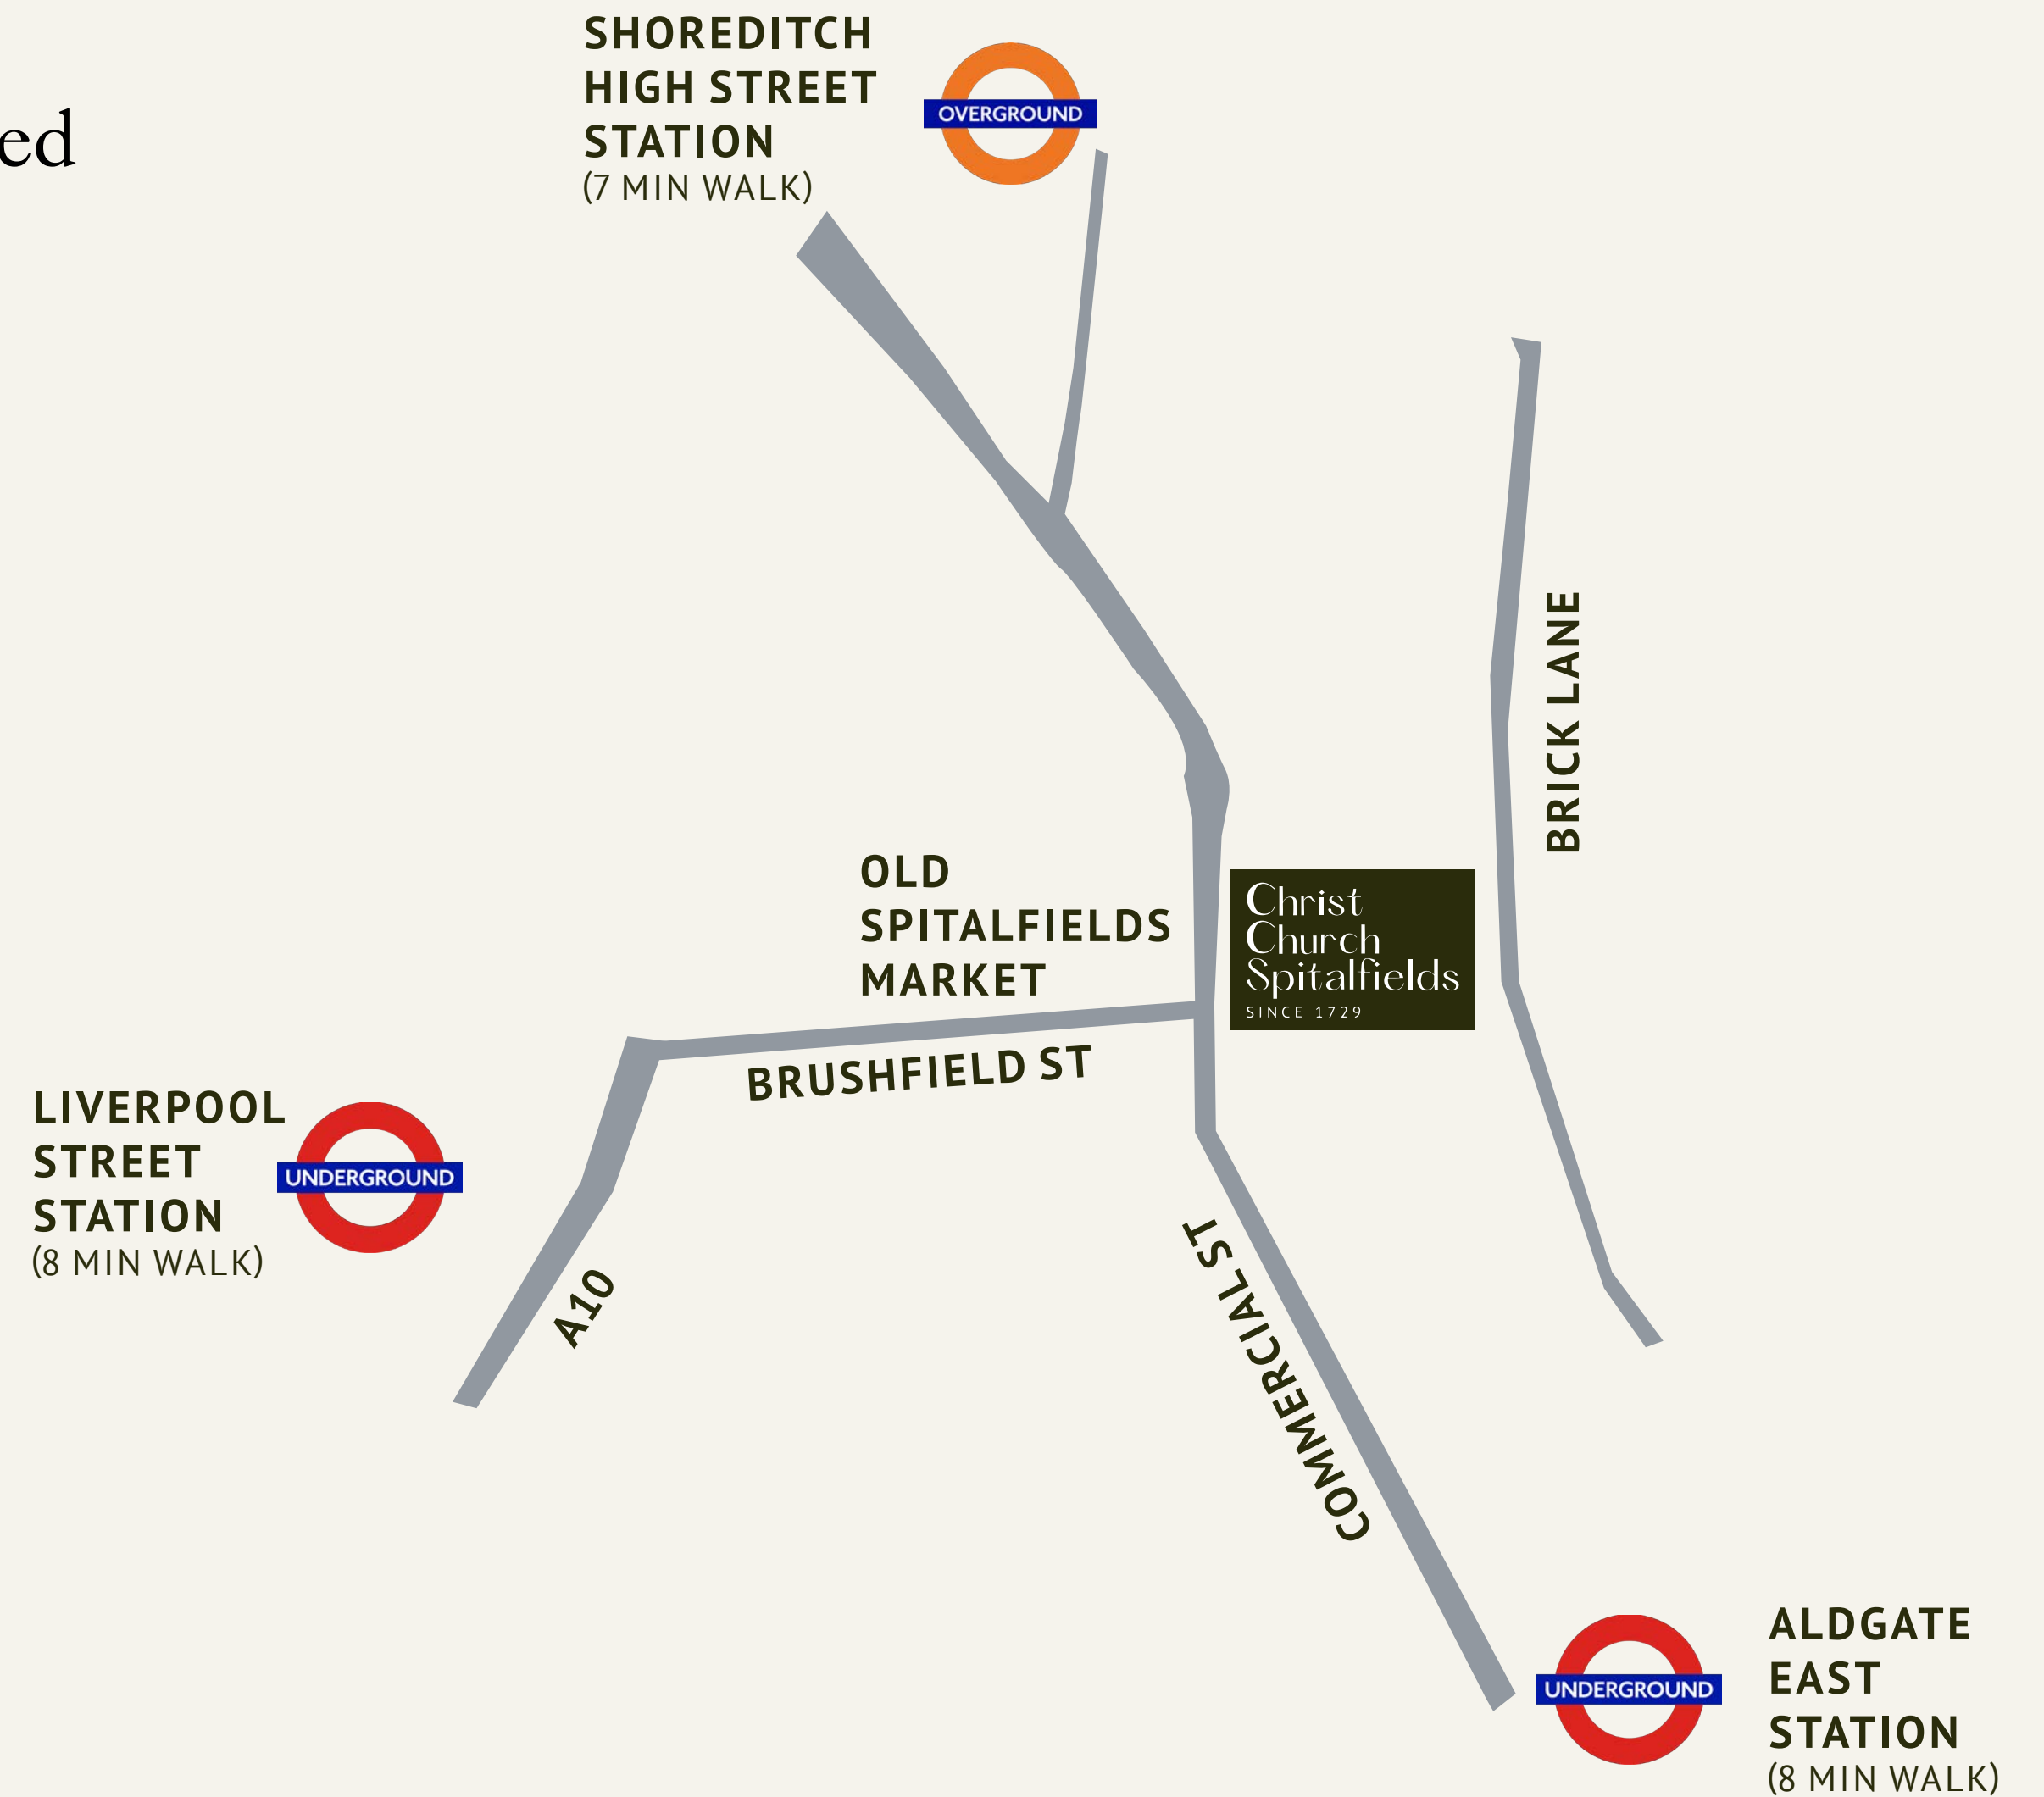 SHOREDITCH
HIGH STREET
STATION
(7 MIN WALK)
OVERGROUND
ed
BRICK LANE
OLD
SPITALFIELDS
MARKET
Christ
Church
Spitalfields
SINCE 1729
BRUSHFIELD ST
LIVERPOOL
STREET
STATION
(8 MIN WALK)
UNDERGROUND
A10
COMMERCIAL ST
UNDERGROUND
ALDGATE
EAST
STATION
(8 MIN WALK)